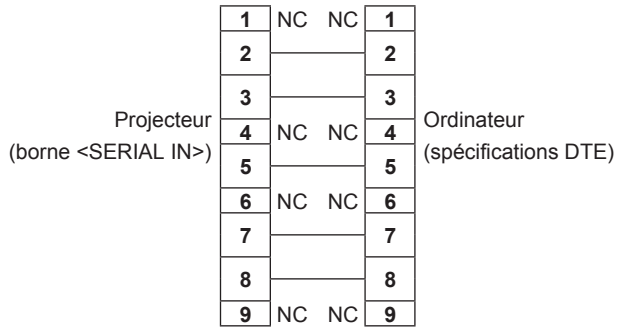 1 NC NC 1
2 2
3 3
Projecteur
(borne <SERIAL IN>)
4 NC NC 4
Ordinateur
(spécifications DTE)
5 5
6 NC NC 6
7 7
8 8
9 NC NC 9